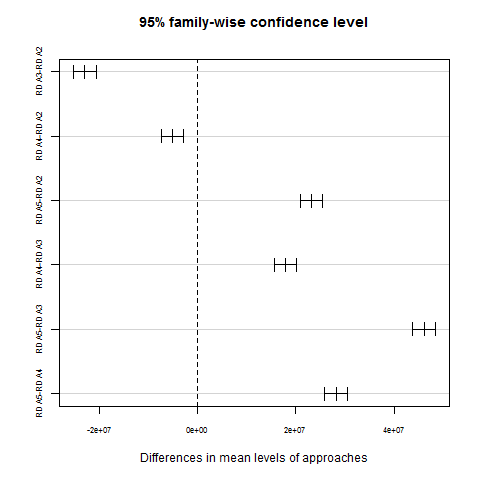 95% family-wise confidence level
RD A3-RD A2
RD A4-RD A2
RD A5-RD A2
RD A4-RD A3
RD A5-RD A3
RD A5-RD A4
-2e+07 0e+00 2e+07 4e+07
Differences in mean levels of approaches